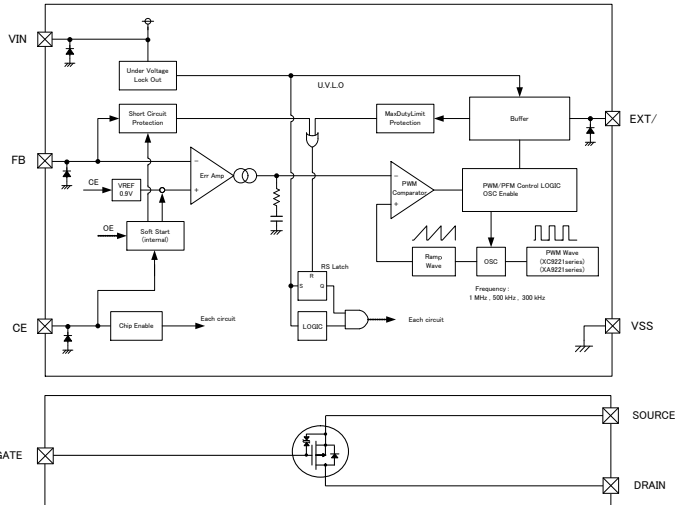 VIN
Under Voltage
Lock Out
U.V.L.O
Short Circuit
Protection
MaxDutyLimit
Protection
Buffer
EXT/
FB
CE
VREF
0.9V
Err Amp
PWM
Comparator
PWM/PFM Control LOGIC
OSC Enable
OE
Soft Start
(internal)
Ramp
Wave
OSC
PWM Wave
(XC9221series)
(XA9221series)
RS Latch
R
S
Q
Frequency :
1 MHz , 500 kHz , 300 kHz
CE
Chip Enable
Each circuit
LOGIC
Each circuit
VSS
SOURCE
GATE
DRAIN